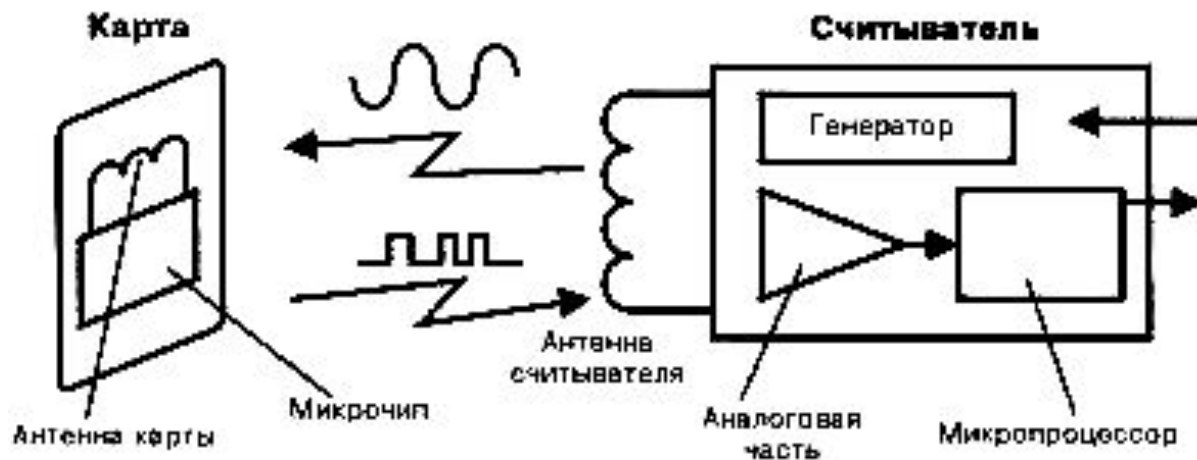 Карта
Считыватель
Генератор
Антенна
считывателя
Микрочип
Антенна карты
Аналоговая
часть
Микропроцессор